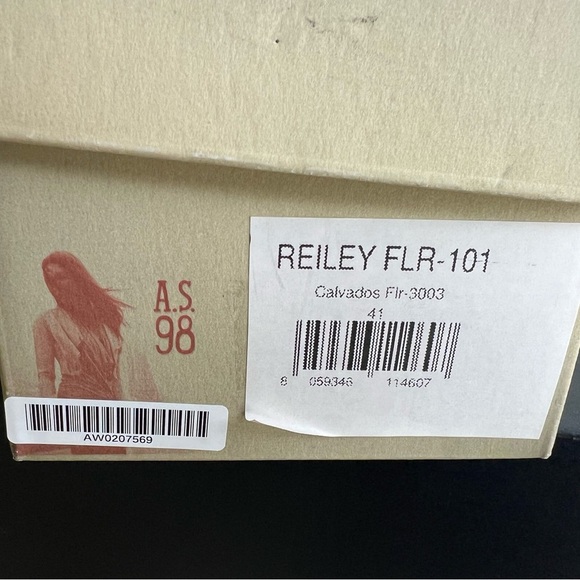 A.S.
98
REILEY FLR-101
Calvados Flr-3003
41
8 059346 114607
AW0207569